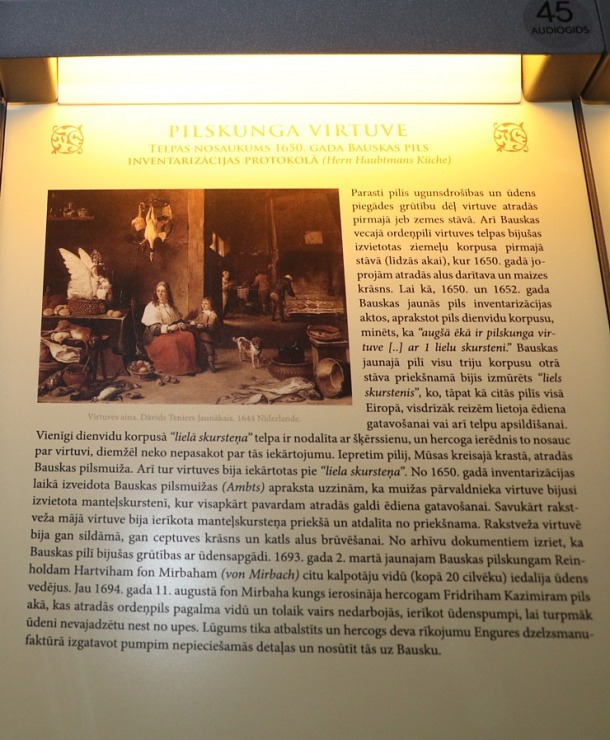 45
AUDIOGIDS
PILSKUNGA VIRTUVE
TELPAS NOSAUKUMS 1650. GADA BAUSKAS PILS
INVENTARIZĀCIJAS PROTOKOLĀ (Hern Haubtmans Küche)
Parasti pilīs ugunsdrošības un ūdens
piegādes grūtību dēļ virtuve atradās
pirmajā jeb zemes stāvā. Arī Bauskas
vecajā ordeņpilī virtuves telpas bijušas
izvietotas ziemeļu korpusa pirmajā
stāvā (līdzās akai), kur 1650. gadā jo-
projām atradās alus darītava un maizes
krāsns. Lai kā, 1650. un 1652. gada
Bauskas jaunās pils inventarizācijas
aktos, aprakstot pils dienvidu korpusu,
minēts, ka "augšā ēkā ir pilskunga vir-
tuve [..] ar 1 lielu skursteni." Bauskas
jaunajā pilī visu triju korpusu otrā
stāva priekšnamā bijis izmūrēts "liels
skurstenis", ko, tāpat kā citās pilīs visā
Eiropā, visdrīzāk reizēm lietoja ēdiena
gatavošanai vai arī telpu apsildīšanai.
Virtuves aina. Dāvids Teniers Jaunākais. 1644 Nīderlande.
Vienīgi dienvidu korpusā "lielā skursteņa" telpa ir nodalīta ar šķērssienu, un hercoga ierēdnis to nosauc
par virtuvi, diemžēl neko nepasakot par tās iekārtojumu. Iepretim pilij, Mūsas kreisajā krastā, atradās
Bauskas pilsmuiža. Arī tur virtuves bija iekārtotas pie "liela skursteņa". No 1650. gadā inventarizācijas
laikā izveidota Bauskas pilsmuižas (Ambts) apraksta uzzinām, ka muižas pārvaldnieka virtuve bijusi
izvietota manteļskurstenī, kur visapkārt pavardam atradās galdi ēdiena gatavošanai. Savukārt rakst-
veža mājā virtuve bija ierīkota manteļskursteņa priekšā un atdalīta no priekšnama. Rakstveža virtuvē
bija gan sildāmā, gan ceptuves krāsns un katls alus brūvēšanai. No arhīvu dokumentiem izriet, ka
Bauskas pilī bijušas grūtības ar ūdensapgādi. 1693. gada 2. martā jaunajam Bauskas pilskungam Rein-
holdam Hartviham fon Mirbaham (von Mirbach) citu kalpotāju vidū (kopā 20 cilvēku) iedalīja ūdens
vedējus. Jau 1694. gada 11. augustā fon Mirbaha kungs ierosināja hercogam Fridriham Kazimiram pils
akā, kas atradās ordeņpils pagalma vidū un tolaik vairs nedarbojās, ierīkot ūdenspumpi, lai turpmāk
ūdeni nevajadzētu nest no upes. Lūgums tika atbalstīts un hercogs deva rīkojumu Engures dzelzsmanu-
faktūrā izgatavot pumpim nepieciešamās detaļas un nosūtīt tās uz Bausku.